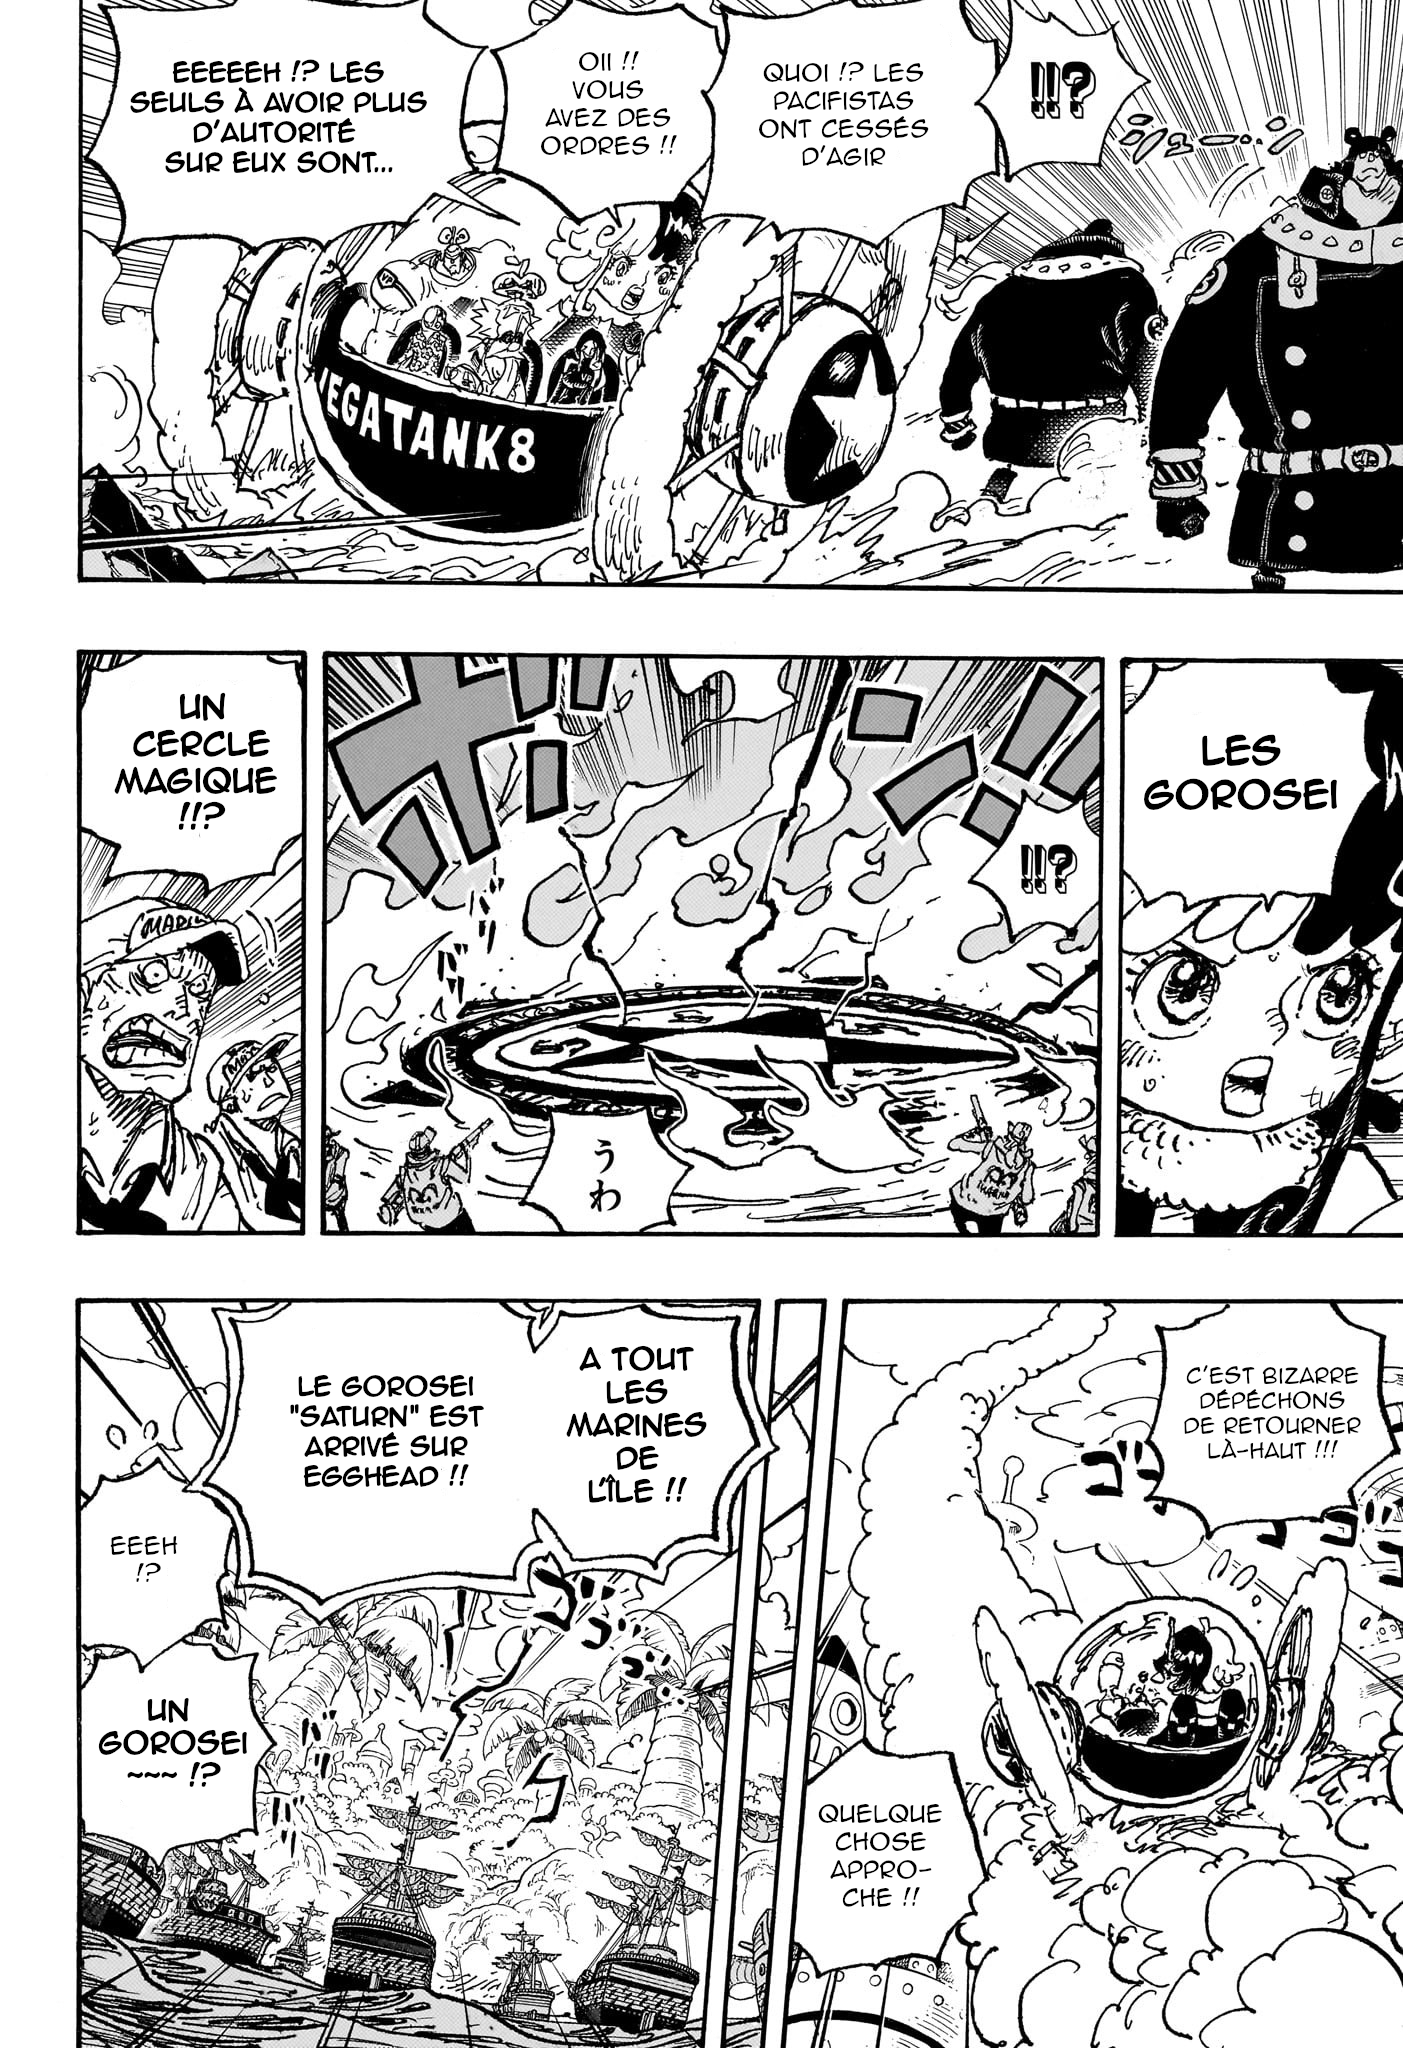 !!?
QUOI !? LES
PACIFISTAS
ONT CESSÉS
D'AGIR
OII !!
VOUS
AVEZ DES
ORDRES !!
EEEEEH !? LES
SEULS À AVOIR PLUS
D'AUTORITÉ
SUR EUX SONT...
MEGATANK8
LES
GOROSEI
!!?
うわ
UN
CERCLE
MAGIQUE
!!?
C'EST BIZARRE
DÉPÉCHONS
DE RETOURNER
LÀ-HAUT !!!
QUELQUE
CHOSE
APPRO-
CHE !!
A TOUT
LES
MARINES
DE
L'ÎLE !!
LE GOROSEI
"SATURN" EST
ARRIVÉ SUR
EGGHEAD !!
EEEH
!?
UN
GOROSEI
~~~ !?